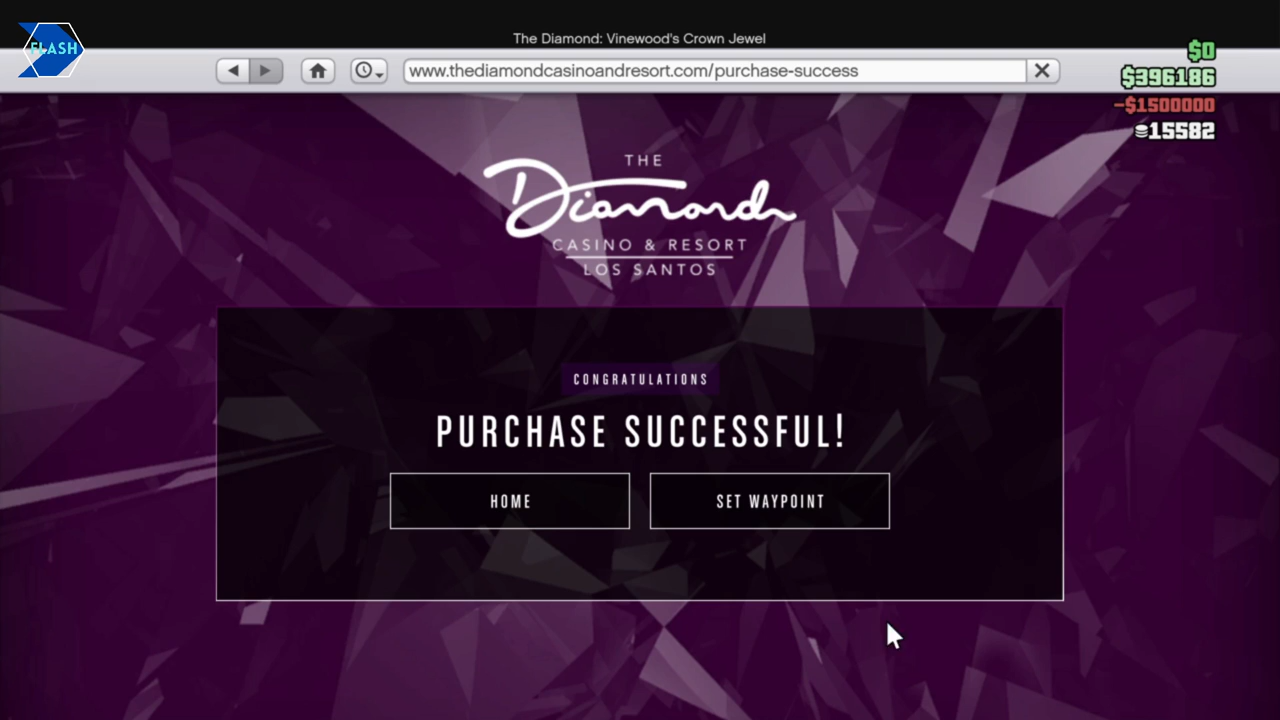 FLASH
The Diamond: Vinewood's Crown Jewel
www.thediamondcasinoandresort.com/purchase-success
$0
$396186
-$1500000
15582
THE
Diamond
CASINO & RESORT
LOS SANTOS
CONGRATULATIONS
PURCHASE SUCCESSFUL!
HOME
SET WAYPOINT